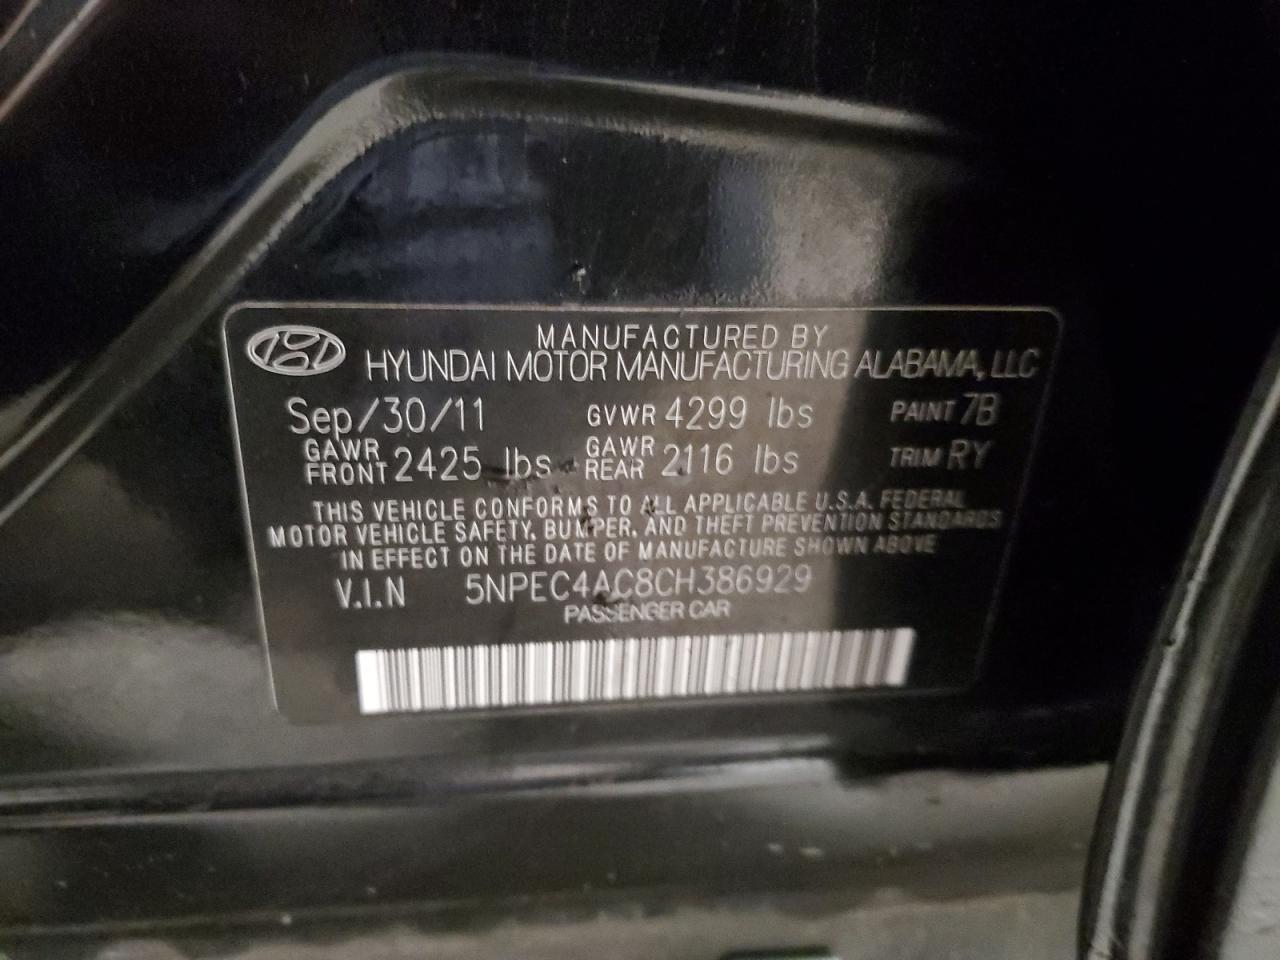 MANUFACTURED BY
HYUNDAI MOTOR MANUFACTURING ALABAMA, LLC
Sep/30/11 GVWR 4299 lbs PAINT 7B
GAWR FRONT 2425 lbs GAWR REAR 2116 lbs TRIM RY
THIS VEHICLE CONFORMS TO ALL APPLICABLE U.S.A. FEDERAL
MOTOR VEHICLE SAFETY, BUMPER, AND THEFT PREVENTION STANDARDS
IN EFFECT ON THE DATE OF MANUFACTURE SHOWN ABOVE
V.I.N 5NPEC4AC8CH386929
PASSENGER CAR